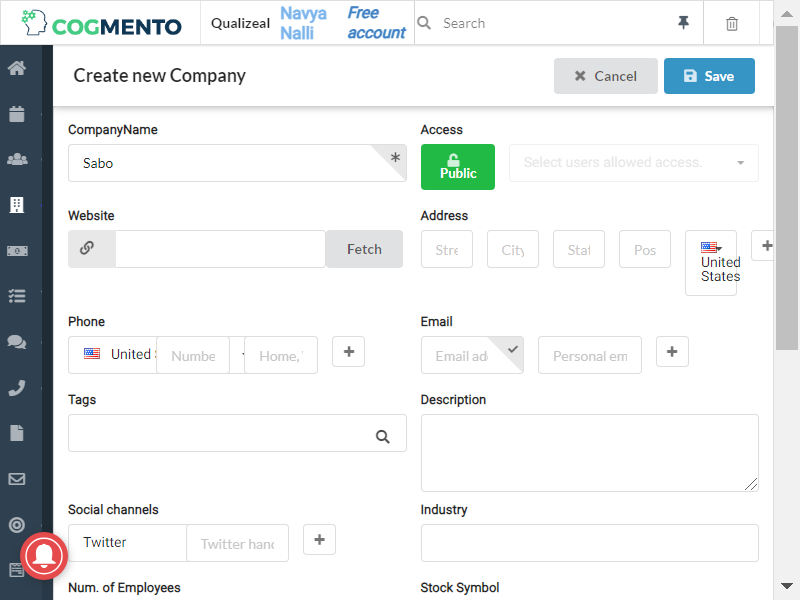 COGMENTO
Qualizeal
Navya Nalli
Free account
Search
Create new Company
Cancel
Save
CompanyName
Access
Sabo
Public
Select users allowed access.
Website
Address
Fetch
Stre
City
Stat
Pos
United States
Phone
Email
United S
Numbe
Home,
Email ad
Personal em
Tags
Description
Social channels
Industry
Twitter
Twitter hand
Num. of Employees
Stock Symbol